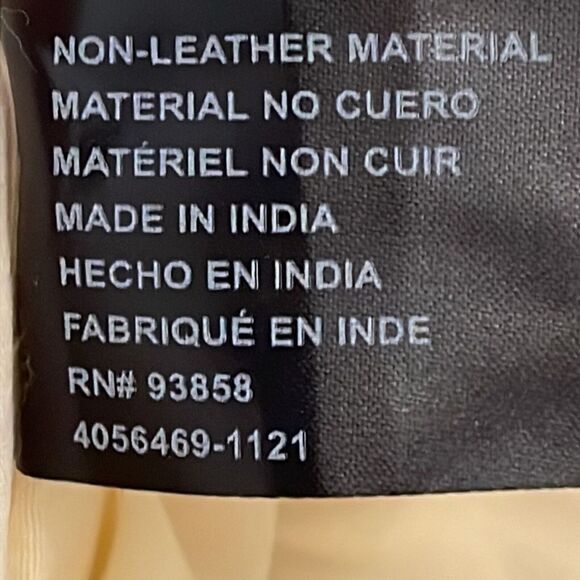 NON-LEATHER MATERIAL
MATERIAL NO CUERO
MATÉRIEL NON CUIR
MADE IN INDIA
HECHO EN INDIA
FABRIQUÉ EN INDE
RN# 93858
4056469-1121